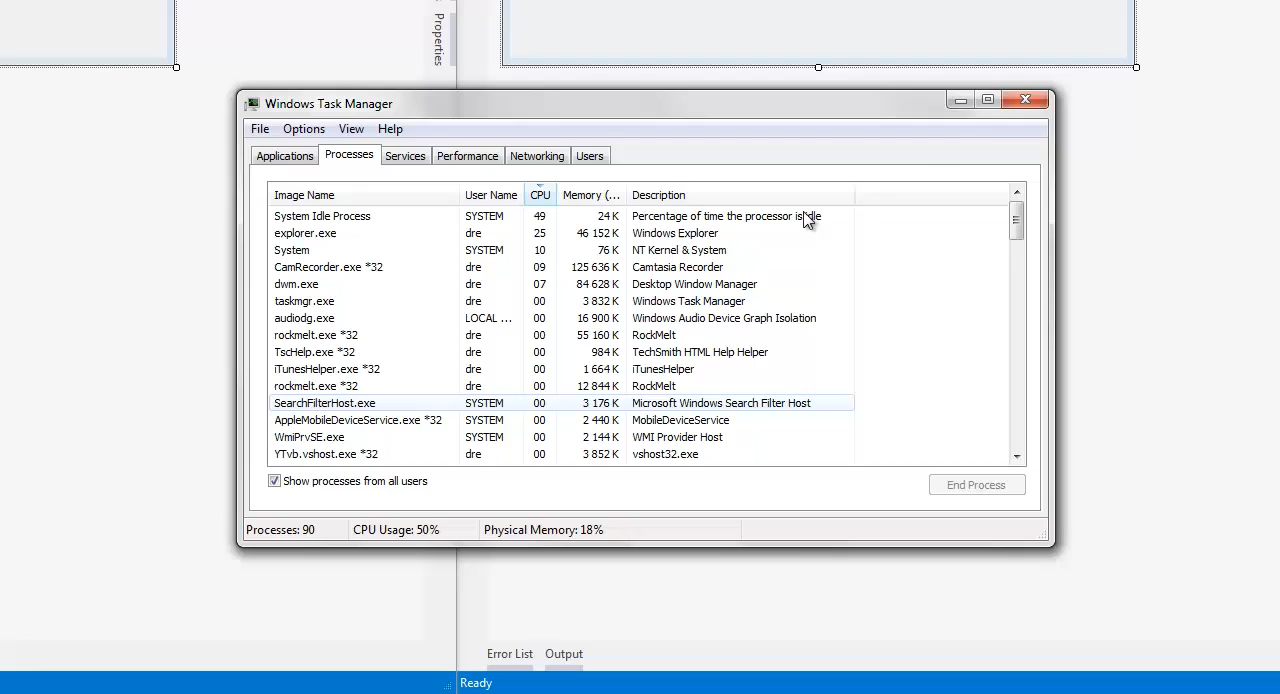 Properties
Windows Task Manager
File Options View Help
Applications Processes Services Performance Networking Users
Image Name User Name CPU Memory (... Description
System Idle Process SYSTEM 49 24 K Percentage of time the processor is idle
explorer.exe dre 25 46 152 K Windows Explorer
System SYSTEM 10 76 K NT Kernel & System
CamRecorder.exe *32 dre 09 125 636 K Camtasia Recorder
dwm.exe dre 07 84 628 K Desktop Window Manager
taskmgr.exe dre 00 3 832 K Windows Task Manager
audiodg.exe LOCAL ... 00 16 900 K Windows Audio Device Graph Isolation
rockmelt.exe *32 dre 00 55 160 K RockMelt
TscHelp.exe *32 dre 00 984 K TechSmith HTML Help Helper
iTunesHelper.exe *32 dre 00 1 664 K iTunesHelper
rockmelt.exe *32 dre 00 12 844 K RockMelt
SearchFilterHost.exe SYSTEM 00 3 176 K Microsoft Windows Search Filter Host
AppleMobileDeviceService.exe *32 SYSTEM 00 2 440 K MobileDeviceService
WmiPrvSE.exe SYSTEM 00 2 144 K WMI Provider Host
YTvb.vshost.exe *32 dre 00 3 852 K vshost32.exe
Show processes from all users
End Process
Processes: 90 CPU Usage: 50% Physical Memory: 18%
Error List Output
Ready